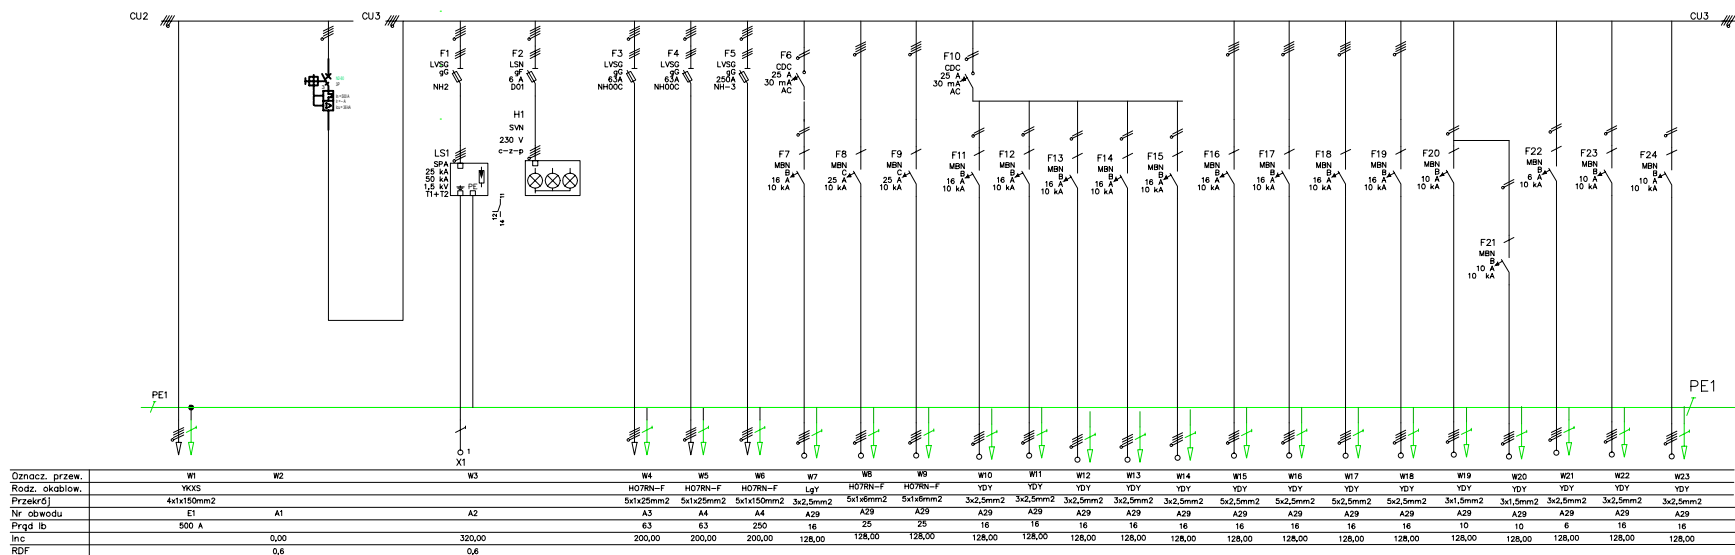 CU2
CU3
CU3
F1
LVSG
gG
NH2
F2
LSN
gF
6 A
D01
H1
SVN
230 V
c-z-p
LS1
SPA
25 kA
50 kA
1,5 kV
T1+T2
PE
11
12
14
F3
LVSG
gG
63A
NH00C
F4
LVSG
gG
63A
NH00C
F5
LVSG
gG
250A
NH-3
F6
CDC
25 A
30 mA
AC
F7
MBN
B
16 A
10 kA
F8
MBN
C
25 A
10 kA
F9
MBN
C
25 A
10 kA
F10
CDC
25 A
30 mA
AC
F11
MBN
B
16 A
10 kA
F12
MBN
B
16 A
10 kA
F13
MBN
B
16 A
10 kA
F14
MBN
B
16 A
10 kA
F15
MBN
B
16 A
10 kA
F16
MBN
B
16 A
10 kA
F17
MBN
B
16 A
10 kA
F18
MBN
B
16 A
10 kA
F19
MBN
B
16 A
10 kA
F20
MBN
B
10 A
10 kA
F21
MBN
B
10 A
10 kA
F22
MBN
B
6 A
10 kA
F23
MBN
B
10 A
10 kA
F24
MBN
B
10 A
10 kA
PE1
PE1
1
X1
Oznacz. przew. W1 W2 W3 W4 W5 W6 W7 W8 W9 W10 W11 W12 W13 W14 W15 W16 W17 W18 W19 W20 W21 W22 W23
Rodz. okablow. YKXS H07RN-F H07RN-F H07RN-F LgY H07RN-F H07RN-F YDY YDY YDY YDY YDY YDY YDY YDY YDY YDY YDY YDY YDY YDY
Przekrój 4x1x150mm2 5x1x25mm2 5x1x25mm2 5x1x150mm2 3x2,5mm2 5x1x6mm2 5x1x6mm2 3x2,5mm2 3x2,5mm2 3x2,5mm2 3x2,5mm2 3x2,5mm2 5x2,5mm2 5x2,5mm2 5x2,5mm2 5x2,5mm2 3x1,5mm2 3x1,5mm2 3x2,5mm2 3x2,5mm2 3x2,5mm2
Nr obwodu E1 A1 A2 A3 A4 A4 A29 A29 A29 A29 A29 A29 A29 A29 A29 A29 A29 A29 A29 A29 A29 A29 A29
Prąd Ib 500 A 63 63 250 16 25 25 16 16 16 16 16 16 16 16 16 10 10 6 16 16
Inc 0,00 320,00 200,00 200,00 200,00 128,00 128,00 128,00 128,00 128,00 128,00 128,00 128,00 128,00 128,00 128,00 128,00 128,00 128,00 128,00 128,00 128,00
RDF 0,6 0,6